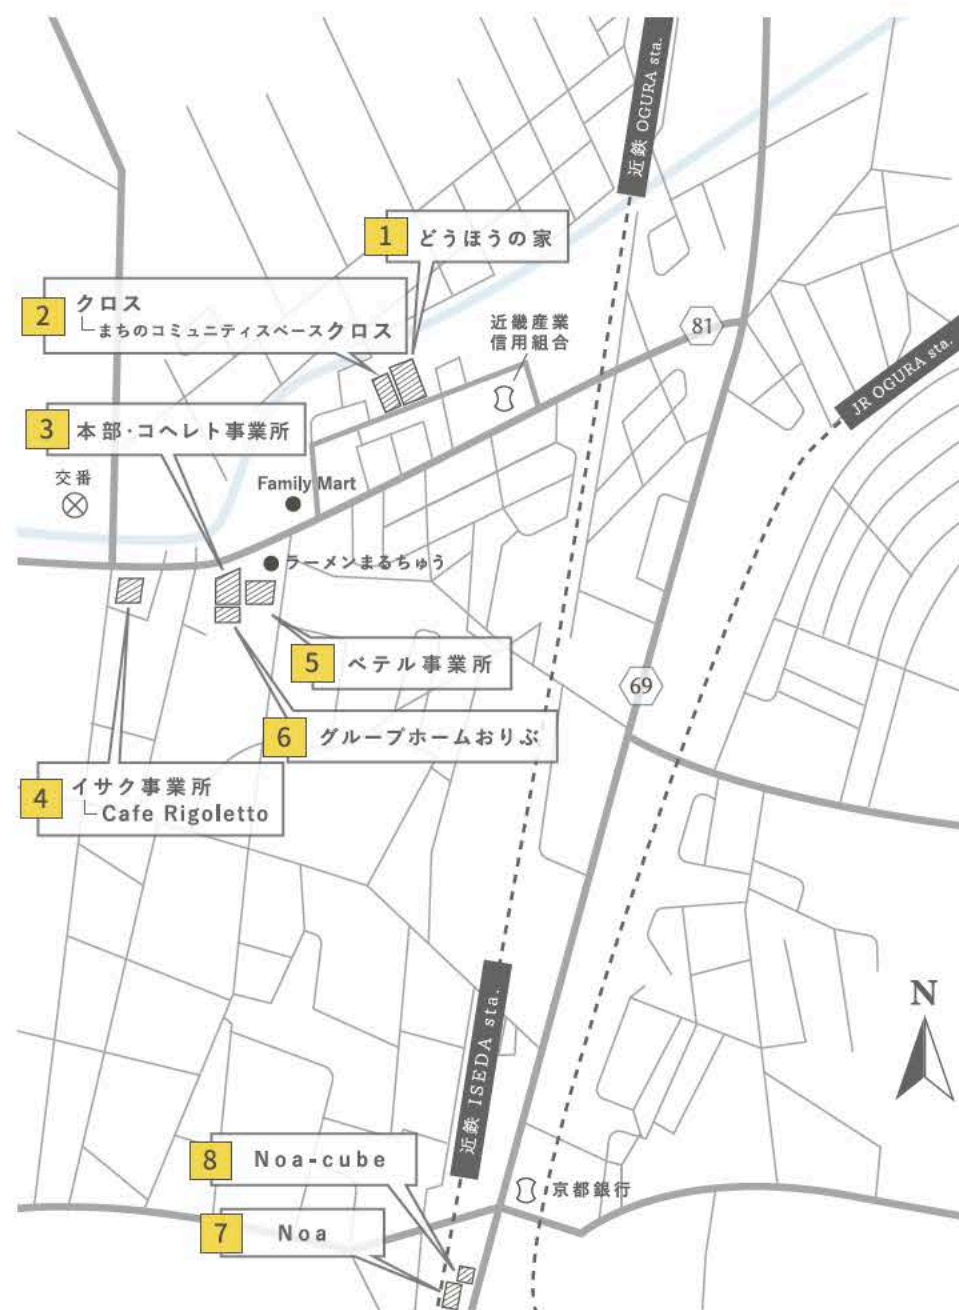 近鉄 OGURA sta.
1 どうほうの家
2 クロス
まちのコミュニティスペースクロス
近畿産業
信用組合
81
JR OGURA sta.
3 本部・コヘレト事業所
交番
Family Mart
ラーメンまるちゅう
5 ベテル事業所
69
6 グループホームおりぶ
4 イサク事業所
Cafe Rigoletto
N
近鉄 ISEDA sta.
8 Noa-cube
京都銀行
7 Noa